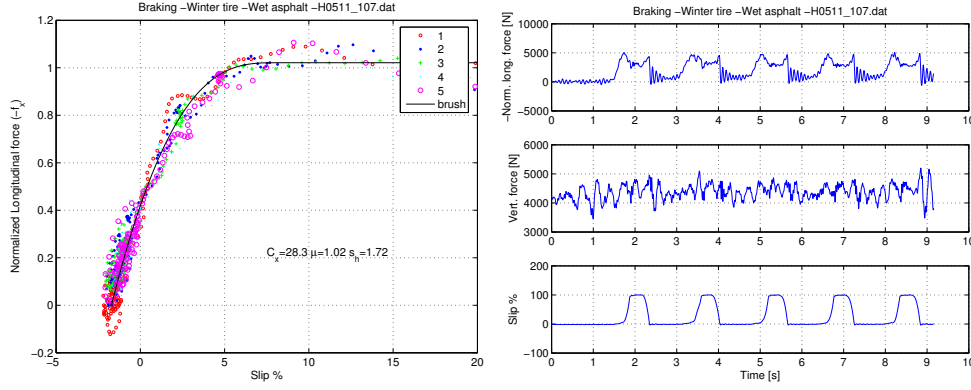 Braking −Winter tire −Wet asphalt −H0511_107.dat
Normalized Longitudinal force (−f_x)
1.2
1
0.8
0.6
0.4
0.2
0
−0.2
−5
0
5
10
15
20
Slip %
1
2
3
4
5
brush
C_x=28.3 μ=1.02 s_h=1.72
Braking −Winter tire −Wet asphalt −H0511_107.dat
−Norm. long. force [N]
10000
5000
0
−5000
0 1 2 3 4 5 6 7 8 9 10
Vert. force [N]
6000
5000
4000
3000
0 1 2 3 4 5 6 7 8 9 10
Slip %
200
100
0
−100
0 1 2 3 4 5 6 7 8 9 10
Time [s]